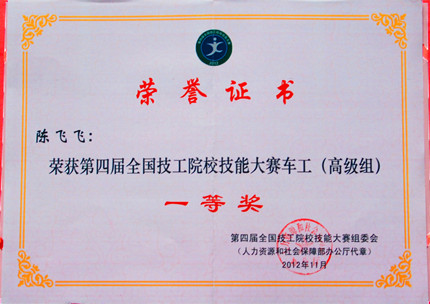 荣誉证书
陈飞飞：
荣获第四届全国技工院校技能大赛车工（高级组）
一等奖
第四届全国技工院校技能大赛组委会
（人力资源和社会保障部办公厅代章）
2012年11月